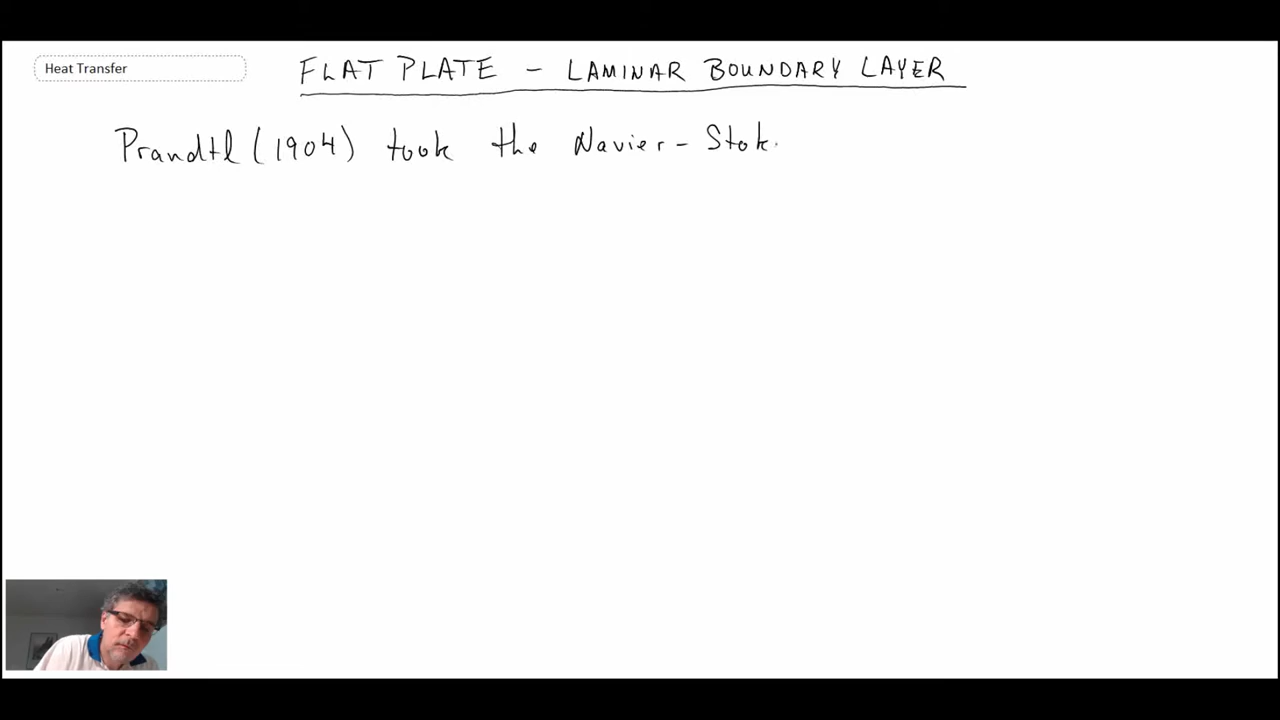 Heat Transfer
FLAT PLATE - LAMINAR BOUNDARY LAYER
Prandtl (1904) took the Navier - Stok